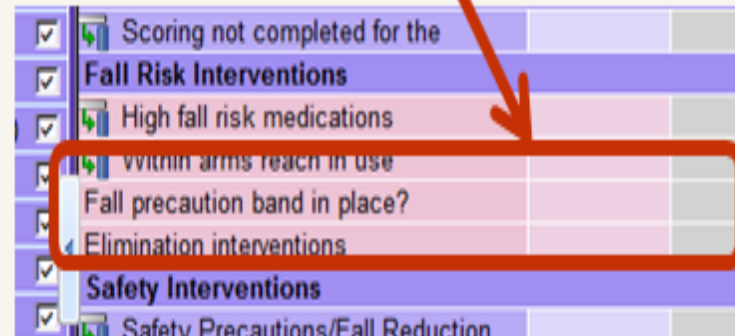 Scoring not completed for the
Fall Risk Interventions
High fall risk medications
Within arms reach in use
Fall precaution band in place?
Elimination interventions
Safety Interventions
Safety Precautions/Fall Reduction